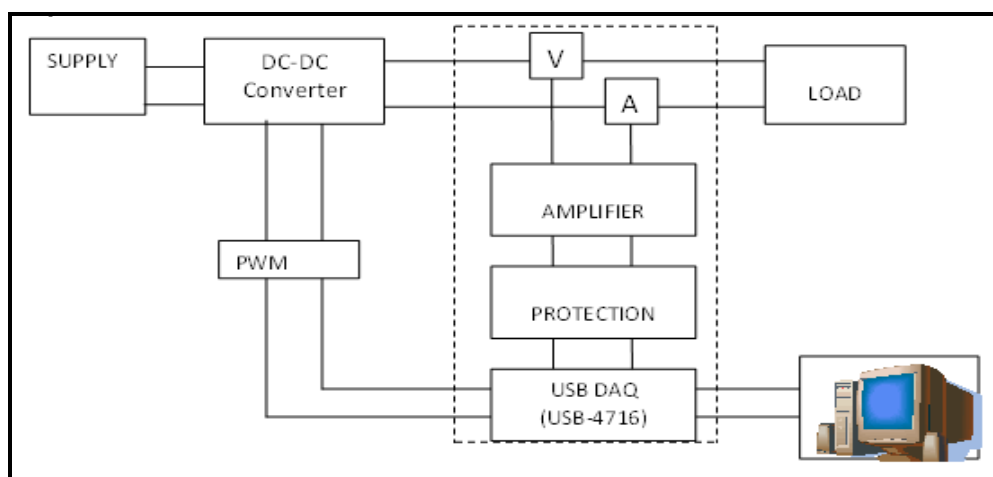 SUPPLY
DC-DC
Converter
V
A
LOAD
AMPLIFIER
PWM
PROTECTION
USB DAQ
(USB-4716)